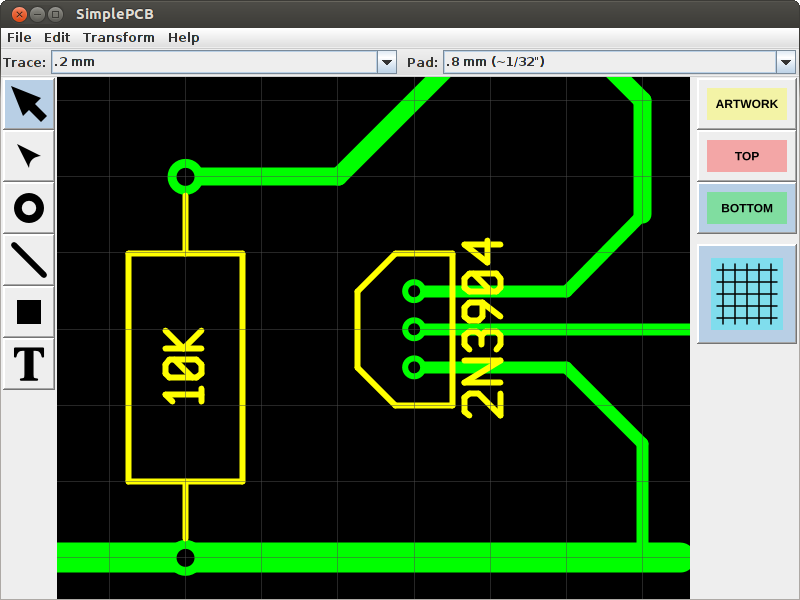 SimplePCB
File Edit Transform Help
Trace: .2 mm Pad: .8 mm (~1/32")
ARTWORK
TOP
BOTTOM
T
10K
2N3904